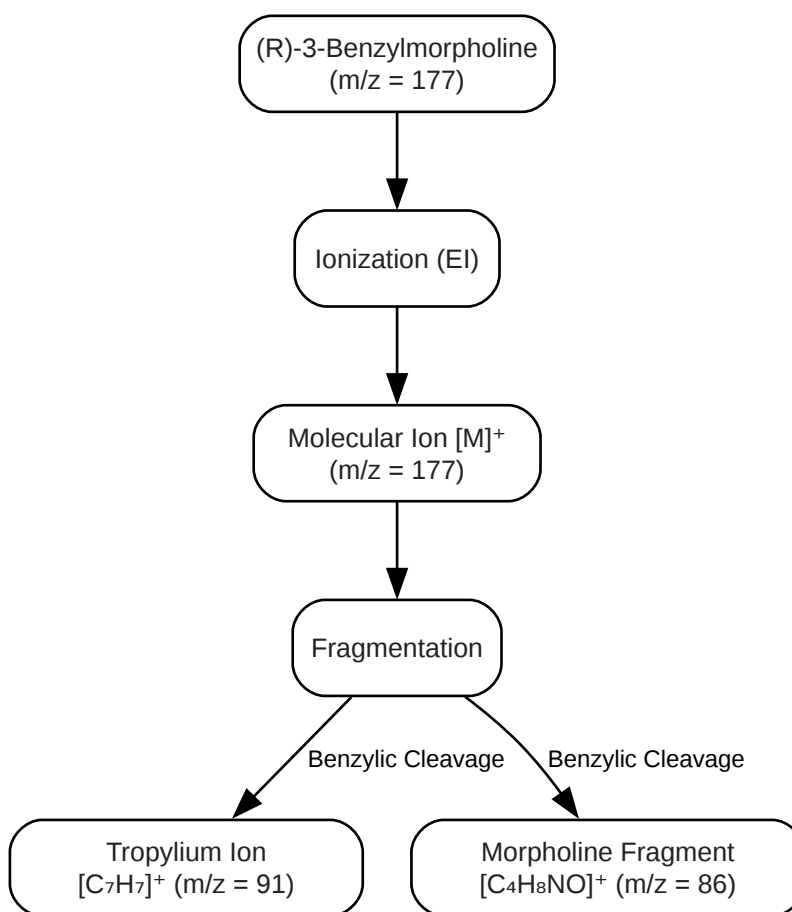 (R)-3-Benzylmorpholine
(m/z = 177)
Ionization (EI)
Molecular Ion [M]⁺
(m/z = 177)
Fragmentation
Benzylic Cleavage
Benzylic Cleavage
Tropylium Ion
[C₇H₇]⁺ (m/z = 91)
Morpholine Fragment
[C₄H₈NO]⁺ (m/z = 86)